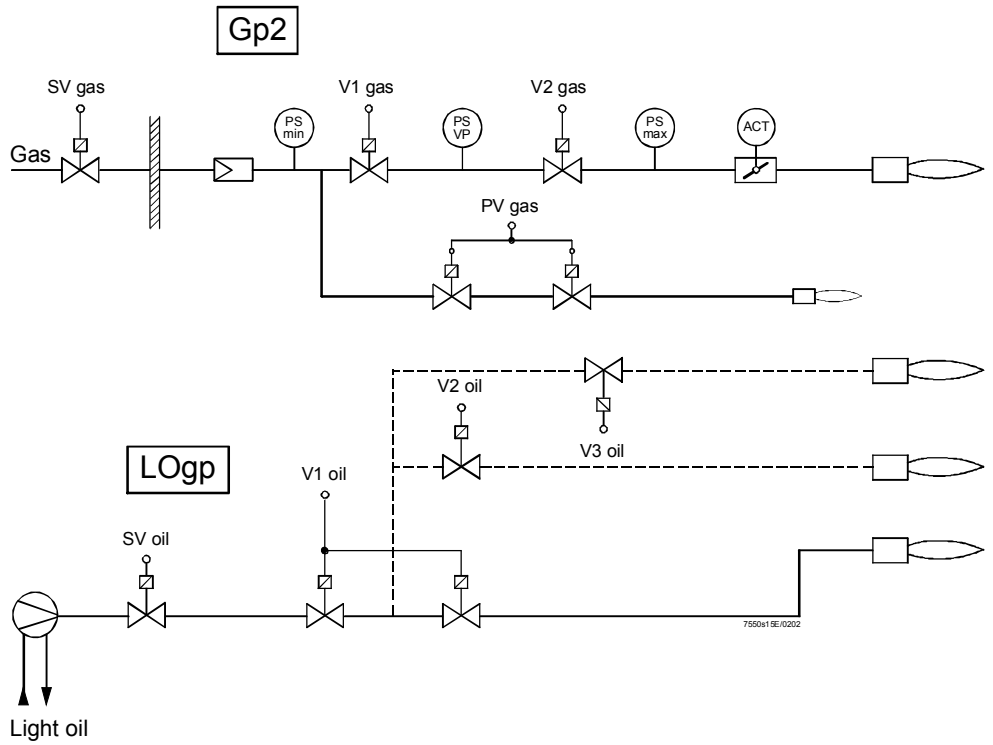 Gp2
SV gas
V1 gas
V2 gas
PS
min
PS
VP
PS
max
ACT
Gas
PV gas
V2 oil
V3 oil
LOgp
V1 oil
SV oil
7550s15E/0202
Light oil